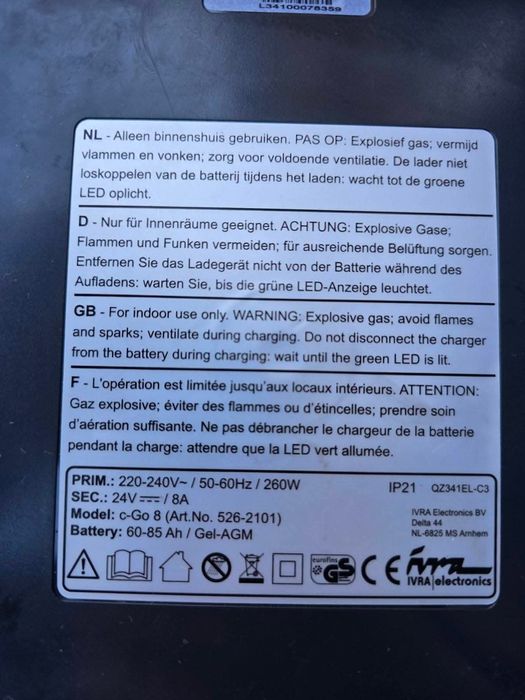 L34100078359
NL - Alleen binnenshuis gebruiken. PAS OP: Explosief gas; vermijd
vlammen en vonken; zorg voor voldoende ventilatie. De lader niet
loskoppelen van de batterij tijdens het laden: wacht tot de groene
LED oplicht.
D - Nur für Innenräume geeignet. ACHTUNG: Explosive Gase;
Flammen und Funken vermeiden; für ausreichende Belüftung sorgen.
Entfernen Sie das Ladegerät nicht von der Batterie während des
Aufladens: warten Sie, bis die grüne LED-Anzeige leuchtet.
GB - For indoor use only. WARNING: Explosive gas; avoid flames
and sparks; ventilate during charging. Do not disconnect the charger
from the battery during charging: wait until the green LED is lit.
F - L'opération est limitée jusqu'aux locaux intérieurs. ATTENTION:
Gaz explosive; éviter des flammes ou d'étincelles; prendre soin
d'aération suffisante. Ne pas débrancher le chargeur de la batterie
pendant la charge: attendre que la LED vert allumée.
PRIM.: 220-240V~ / 50-60Hz / 260W
IP21 QZ341EL-C3
SEC.: 24V⎓ / 8A
Model: c-Go 8 (Art.No. 526-2101)
Battery: 60-85 Ah / Gel-AGM
IVRA Electronics BV
Delta 44
NL-6825 MS Arnhem
eurofins
GS
CE
ivra
IVRA electronics